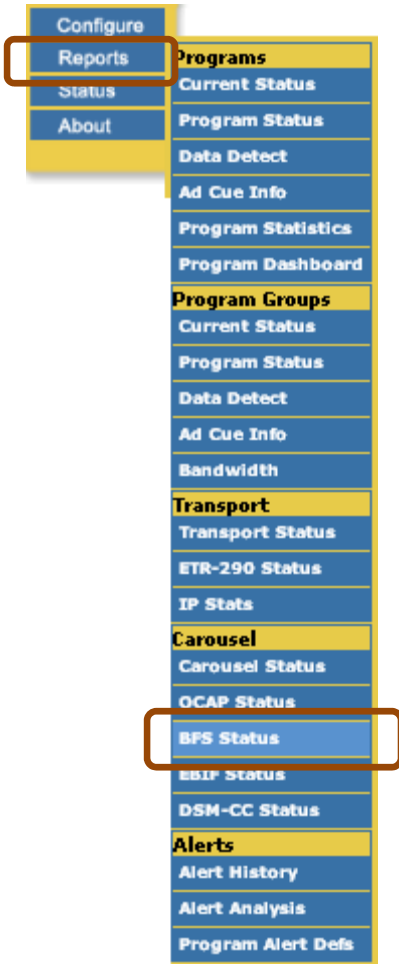 Configure
Reports
Status
About
Programs
Current Status
Program Status
Data Detect
Ad Cue Info
Program Statistics
Program Dashboard
Program Groups
Current Status
Program Status
Data Detect
Ad Cue Info
Bandwidth
Transport
Transport Status
ETR-290 Status
IP Stats
Carousel
Carousel Status
OCAP Status
BFS Status
EBIF Status
DSM-CC Status
Alerts
Alert History
Alert Analysis
Program Alert Defs